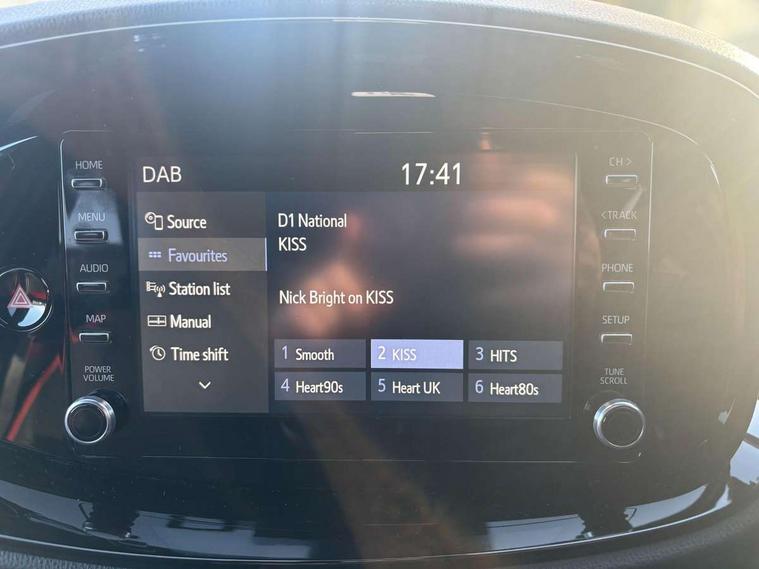 HOME
MENU
AUDIO
MAP
POWER
VOLUME
DAB
17:41
Source
Favourites
Station list
Manual
Time shift
D1 National
KISS
Nick Bright on KISS
1 Smooth
2 KISS
3 HITS
4 Heart90s
5 Heart UK
6 Heart80s
CH >
< TRACK
PHONE
SETUP
TUNE
SCROLL